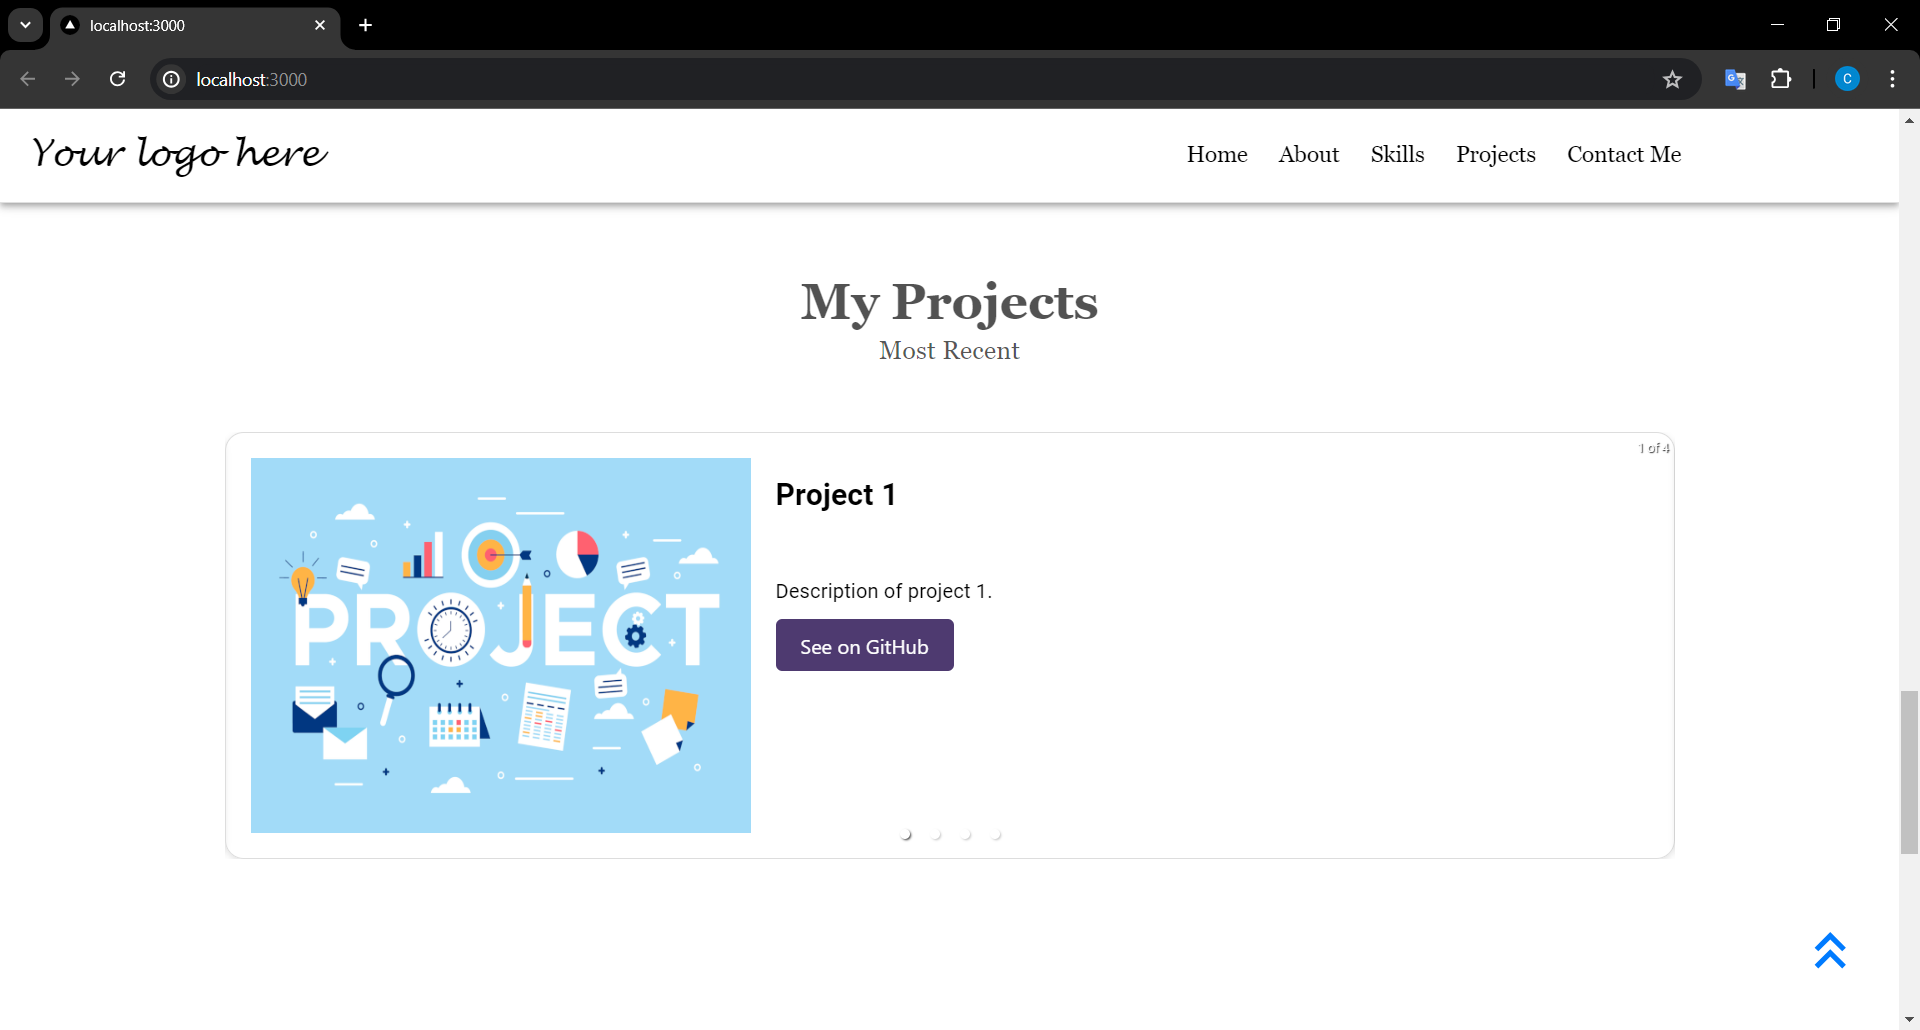 localhost:3000
localhost:3000
C
Your logo here
Home About Skills Projects Contact Me
My Projects
Most Recent
1 of 4
PROJECT
Project 1
Description of project 1.
See on GitHub